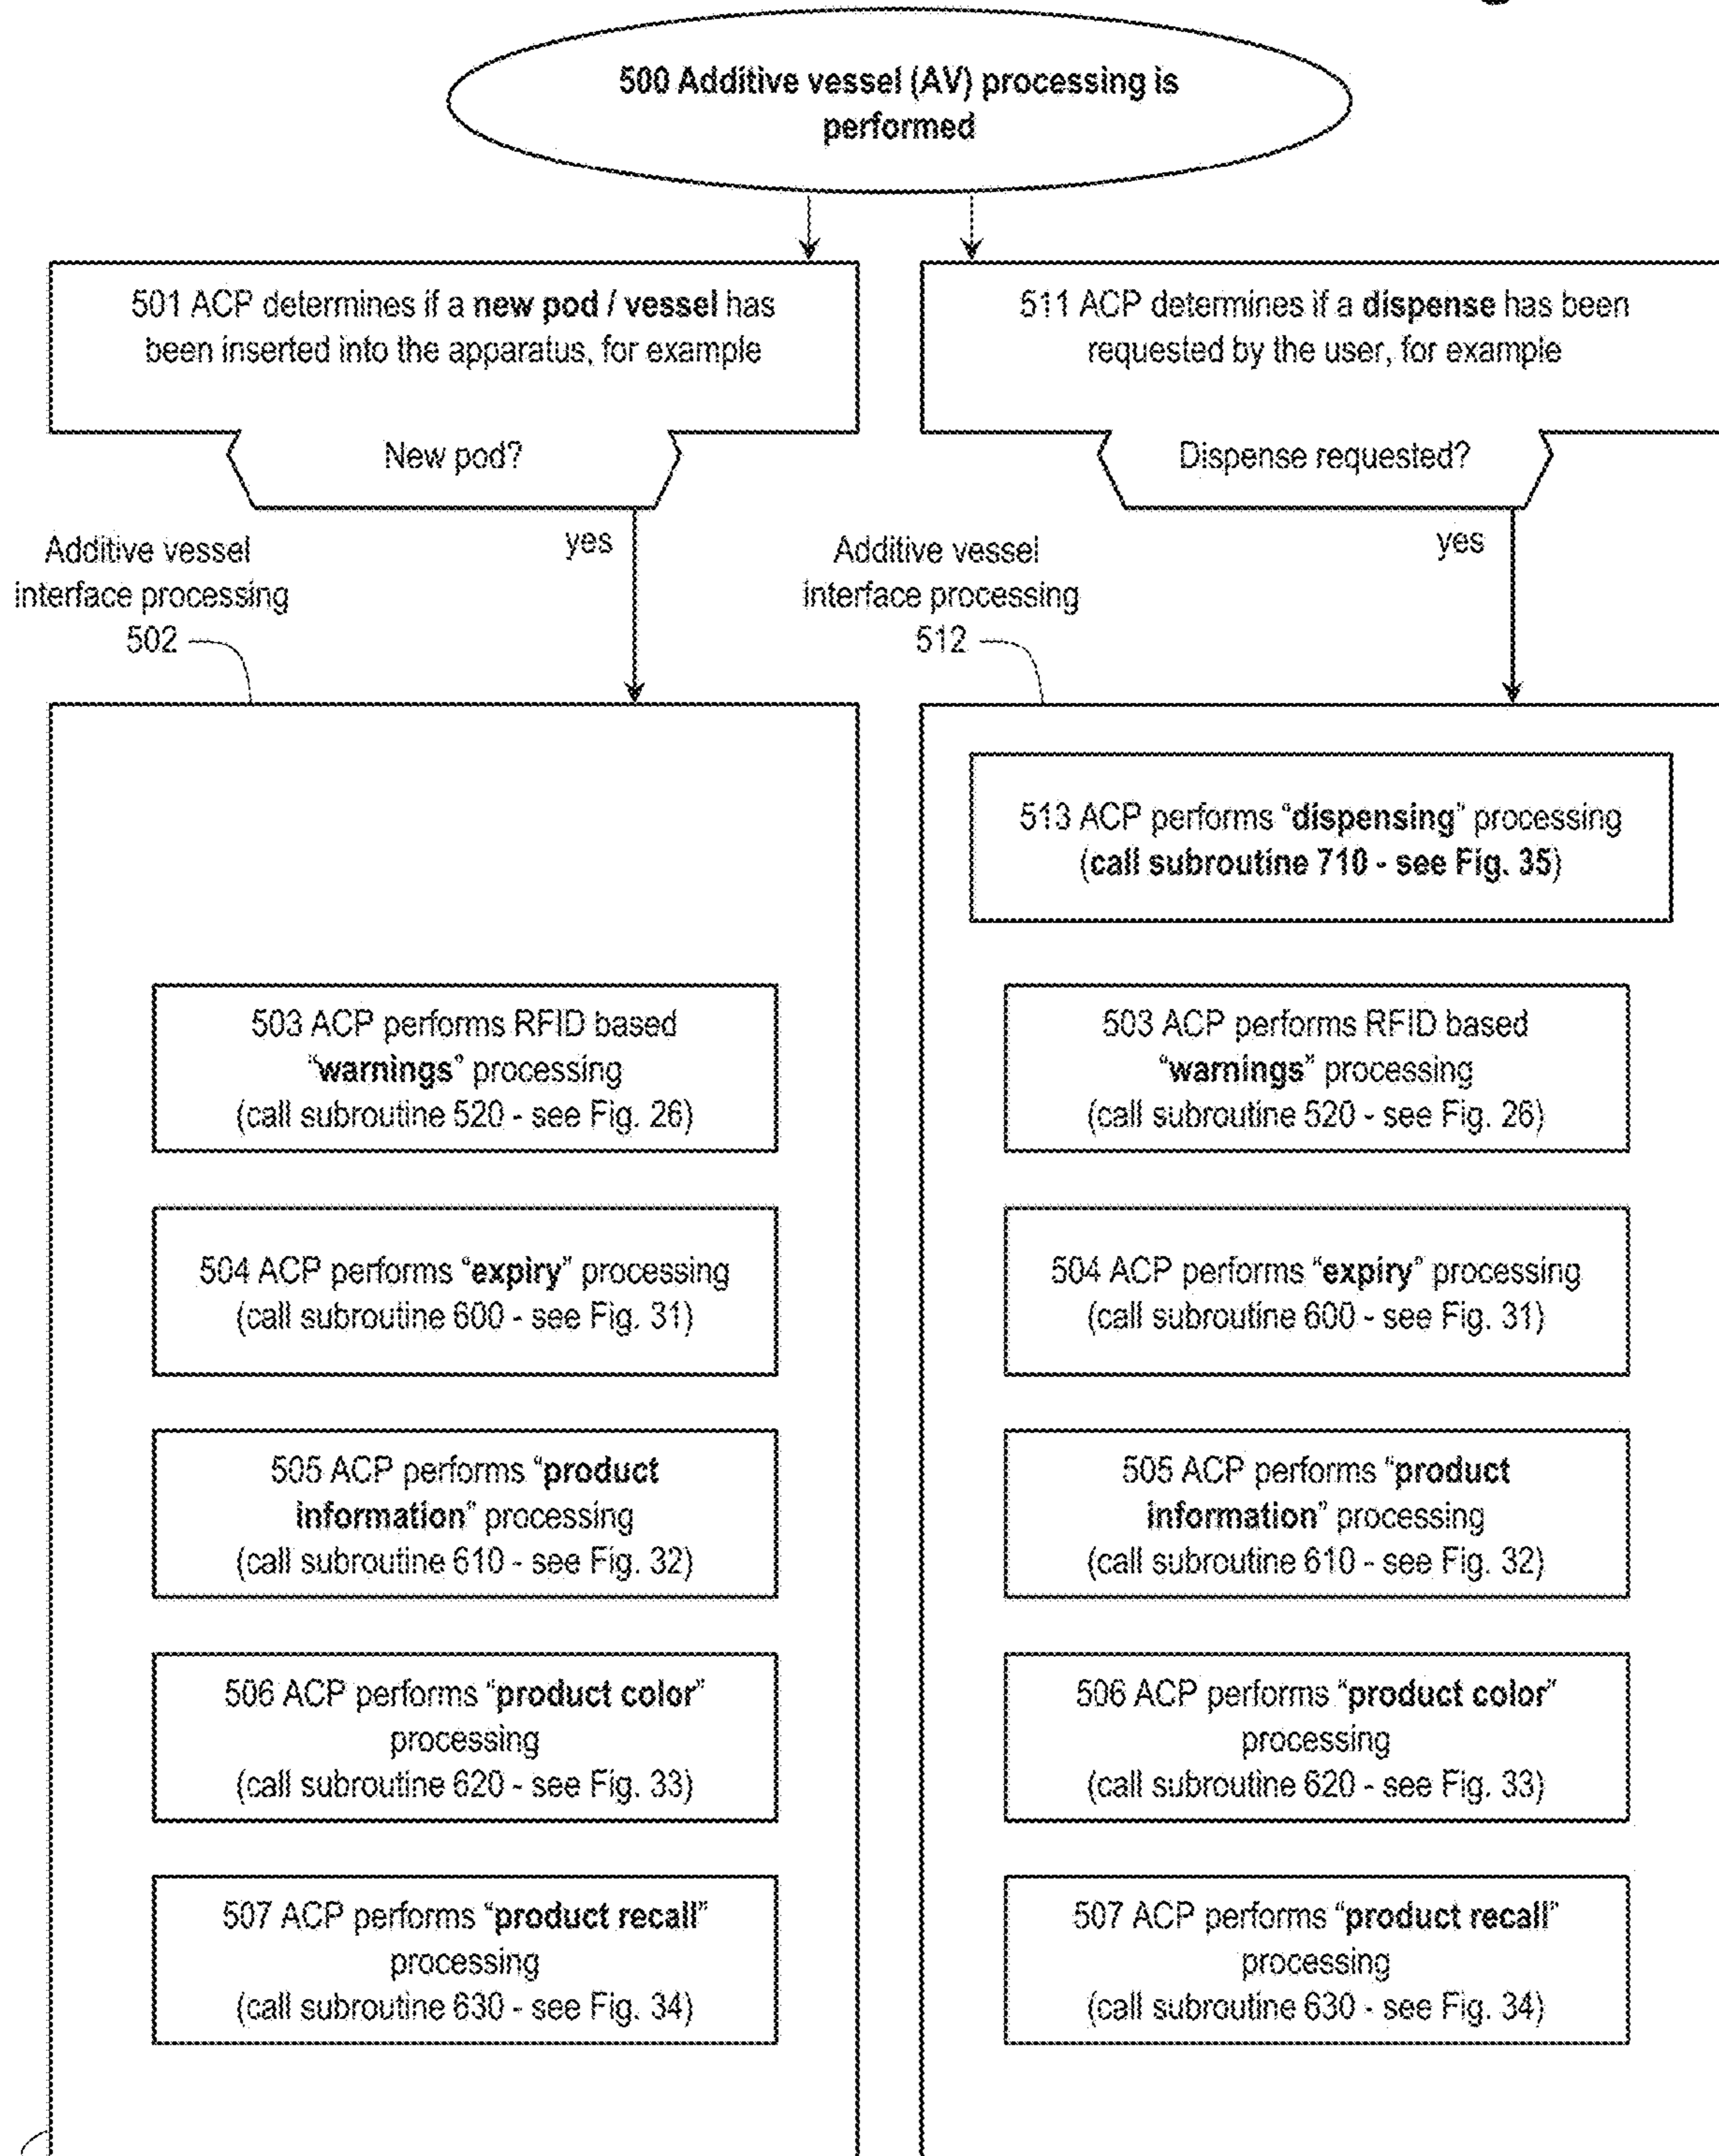 500 Additive vessel (AV) processing is
performed
501 ACP determines if a new pod / vessel has
been inserted into the apparatus, for example
New pod?
yes
Additive vessel
interface processing
502
503 ACP performs RFID based
“warnings” processing
(call subroutine 520 - see Fig. 26)
504 ACP performs “expiry” processing
(call subroutine 600 - see Fig. 31)
505 ACP performs “product
information” processing
(call subroutine 610 - see Fig. 32)
506 ACP performs “product color”
processing
(call subroutine 620 - see Fig. 33)
507 ACP performs “product recall”
processing
(call subroutine 630 - see Fig. 34)
511 ACP determines if a dispense has been
requested by the user, for example
Dispense requested?
yes
Additive vessel
interface processing
512
513 ACP performs “dispensing” processing
(call subroutine 710 - see Fig. 35)
503 ACP performs RFID based
“warnings” processing
(call subroutine 520 - see Fig. 26)
504 ACP performs “expiry” processing
(call subroutine 600 - see Fig. 31)
505 ACP performs “product
information” processing
(call subroutine 610 - see Fig. 32)
506 ACP performs “product color”
processing
(call subroutine 620 - see Fig. 33)
507 ACP performs “product recall”
processing
(call subroutine 630 - see Fig. 34)